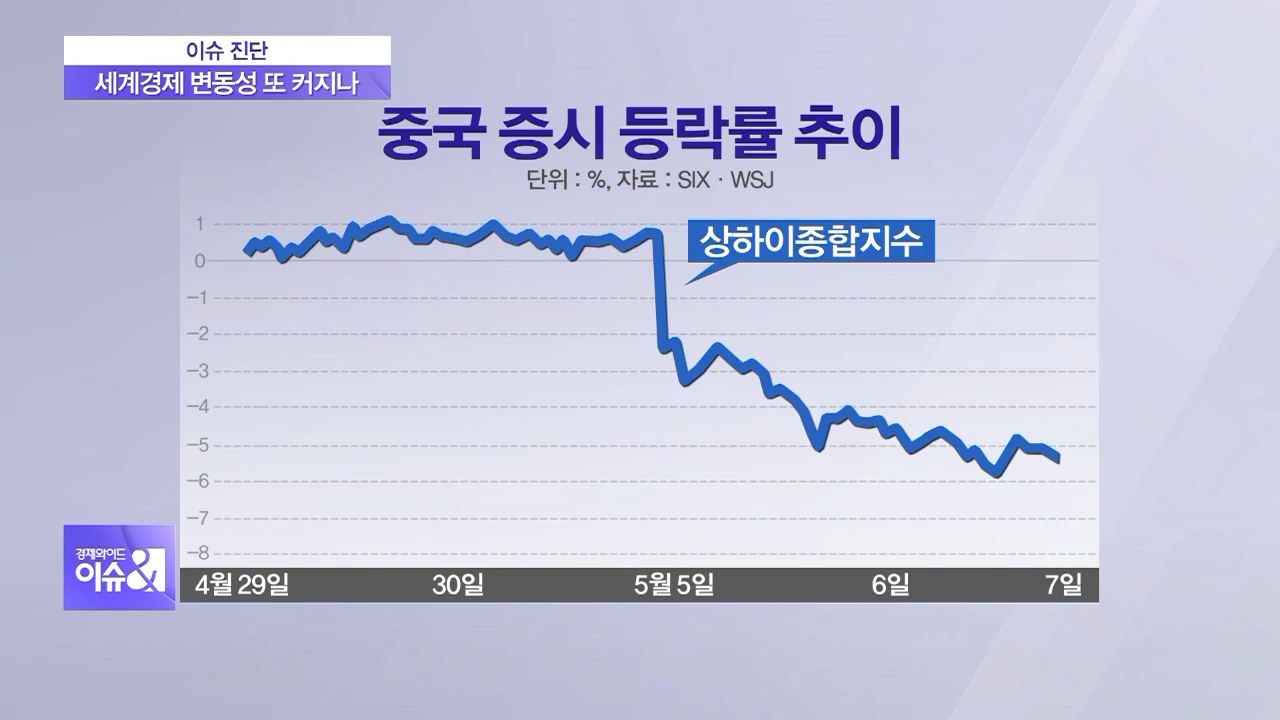 이슈 진단
세계경제 변동성 또 커지나
중국 증시 등락률 추이
단위 : %, 자료 : SIX · WSJ
상하이종합지수
1
0
−1
−2
−3
−4
−5
−6
−7
−8
4월 29일 30일 5월 5일 6일 7일
경제와이드
이슈&